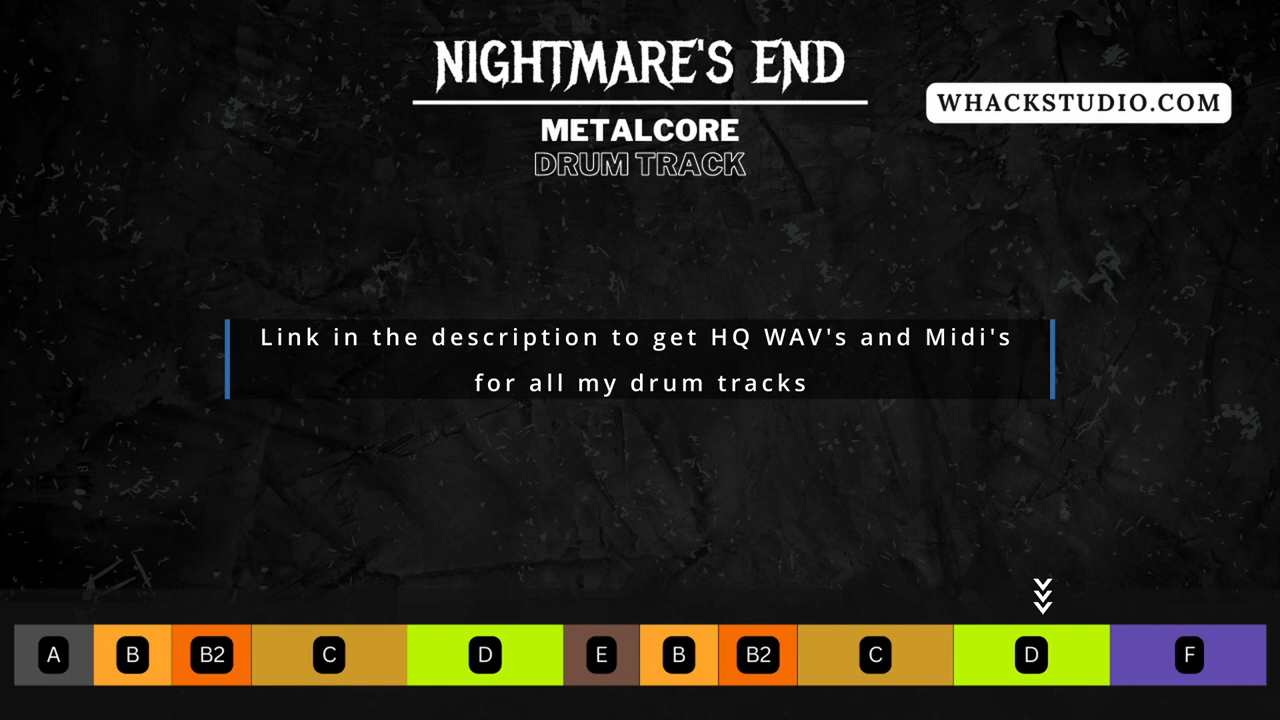 NIGHTMARE'S END
WHACKSTUDIO.COM
METALCORE
DRUM TRACK
Link in the description to get HQ WAV's and Midi's
for all my drum tracks
A B B2 C D E B B2 C D F